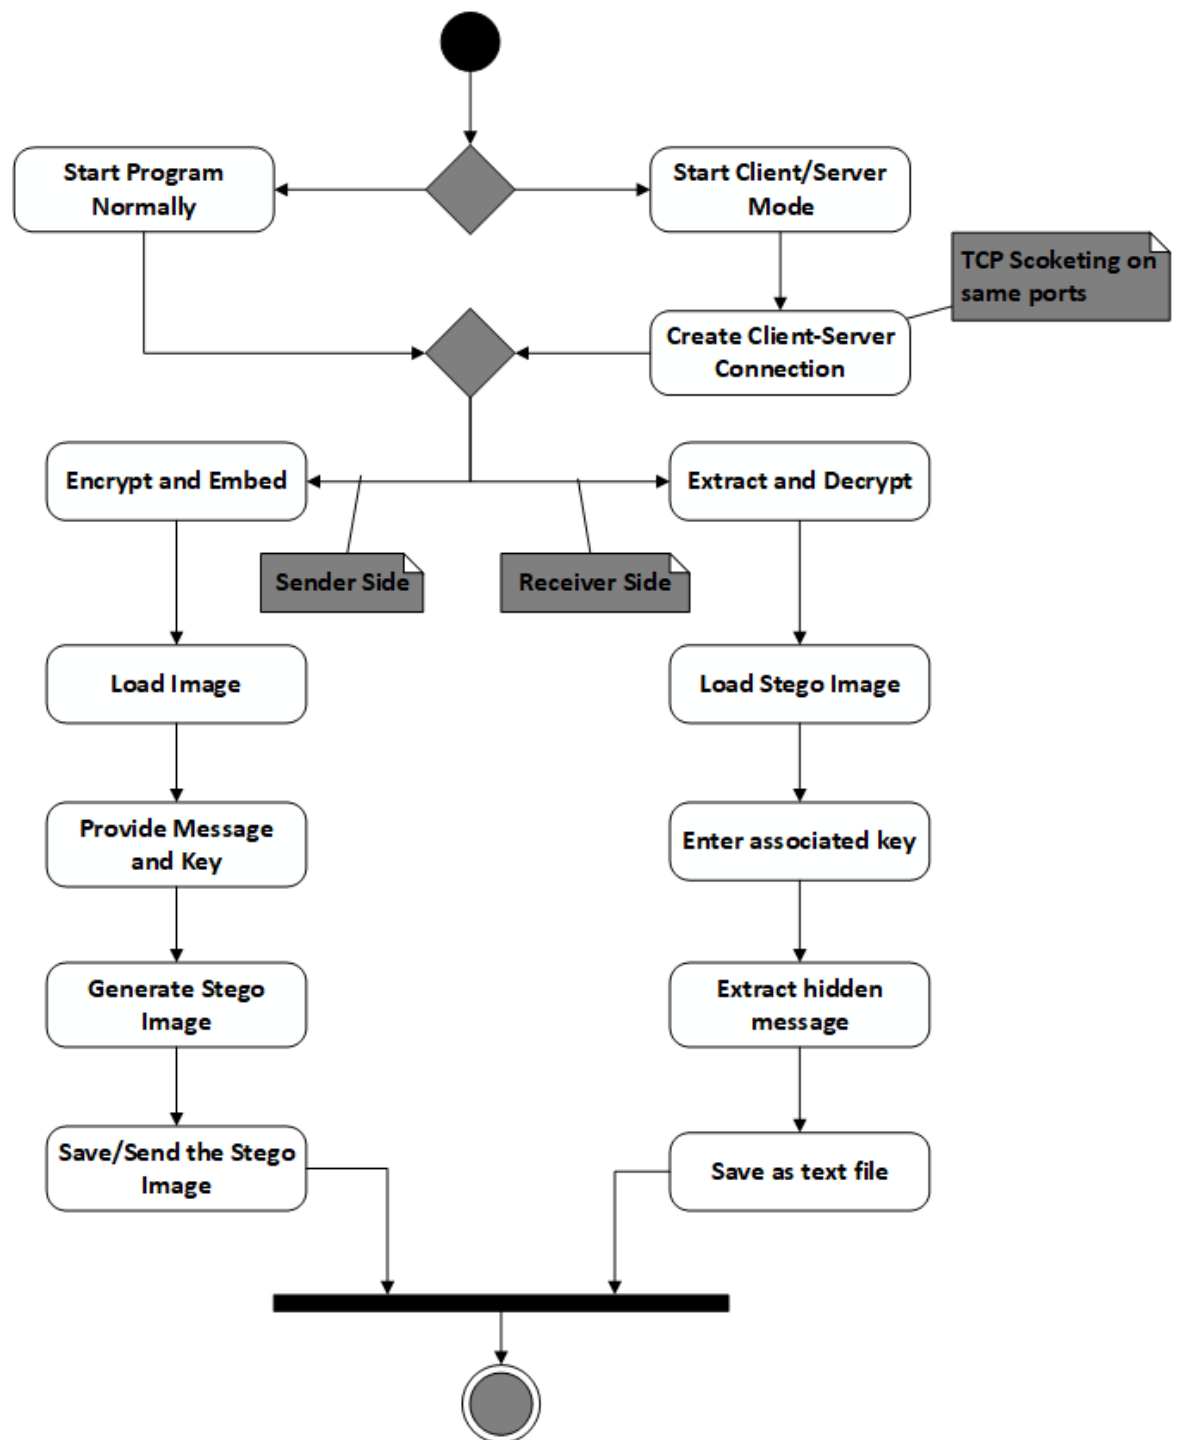 Start Program
Normally
Start Client/Server
Mode
TCP Scoketing on
same ports
Create Client-Server
Connection
Encrypt and Embed
Extract and Decrypt
Sender Side
Receiver Side
Load Image
Load Stego Image
Provide Message
and Key
Enter associated key
Generate Stego
Image
Extract hidden
message
Save/Send the Stego
Image
Save as text file